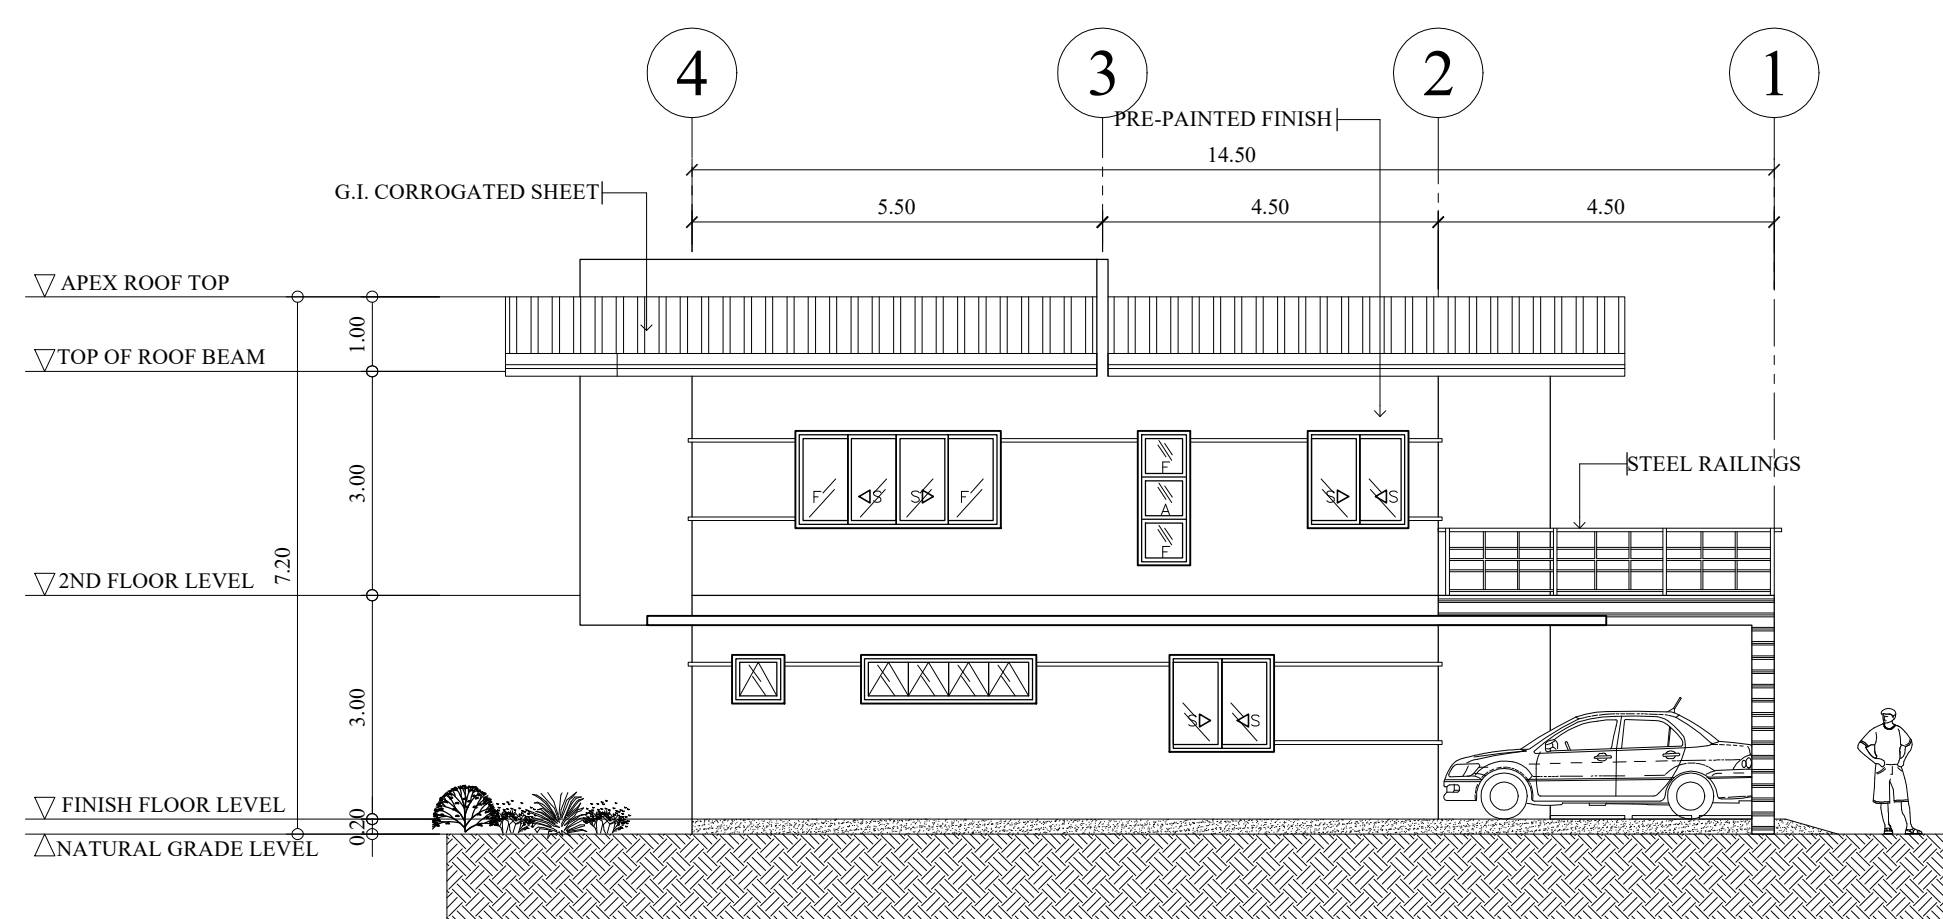 4 3 2 1
PRE-PAINTED FINISH
14.50
G.I. CORROGATED SHEET
5.50 4.50 4.50
APEX ROOF TOP
1.00
TOP OF ROOF BEAM
3.00
F S S F
F
A
F
S S
STEEL RAILINGS
7.20
2ND FLOOR LEVEL
3.00
S S
FINISH FLOOR LEVEL
0.20
NATURAL GRADE LEVEL